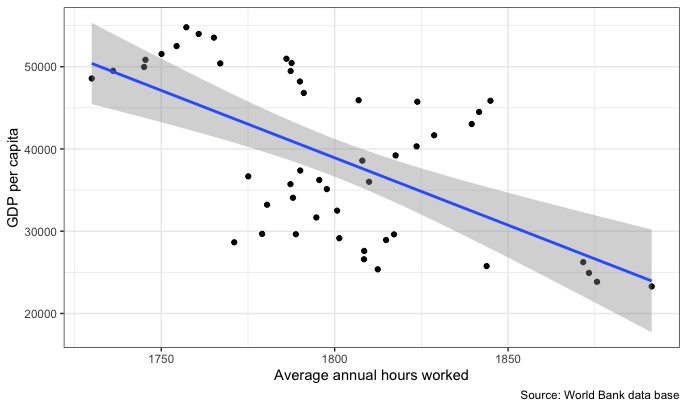 GDP per capita
50000
40000
30000
20000
1750
1800
1850
Average annual hours worked
Source: World Bank data base